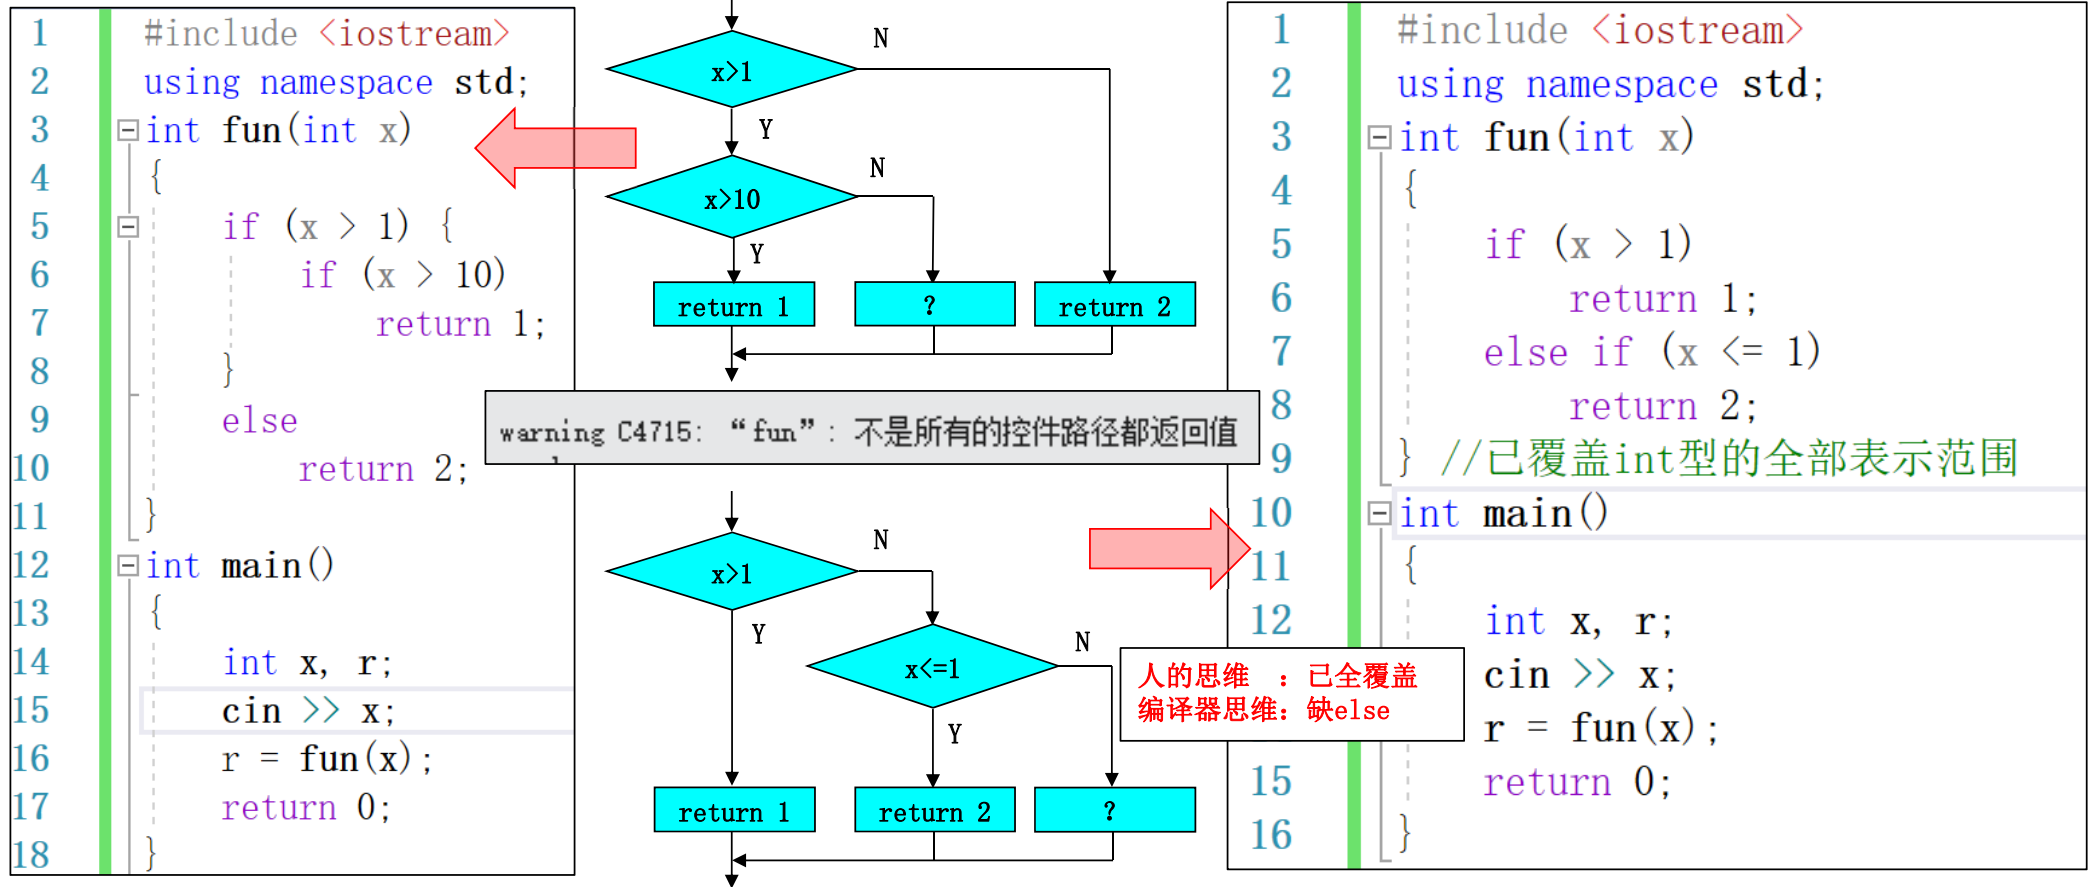 1 #include <iostream>
2 using namespace std;
3 int fun(int x)
4 {
5 if (x > 1) {
6 if (x > 10)
7 return 1;
8 }
9 else
10 return 2;
11 }
12 int main()
13 {
14 int x, r;
15 cin >> x;
16 r = fun(x);
17 return 0;
18 }
x>1
N
Y
x>10
N
Y
return 1
?
return 2
warning C4715: “fun”: 不是所有的控件路径都返回值
x>1
N
Y
x<=1
N
Y
return 1
return 2
?
1 #include <iostream>
2 using namespace std;
3 int fun(int x)
4 {
5 if (x > 1)
6 return 1;
7 else if (x <= 1)
8 return 2;
9 } //已覆盖int型的全部表示范围
10 int main()
11 {
12 int x, r;
cin >> x;
r = fun(x);
15 return 0;
16 }
人的思维 :已全覆盖
编译器思维:缺else